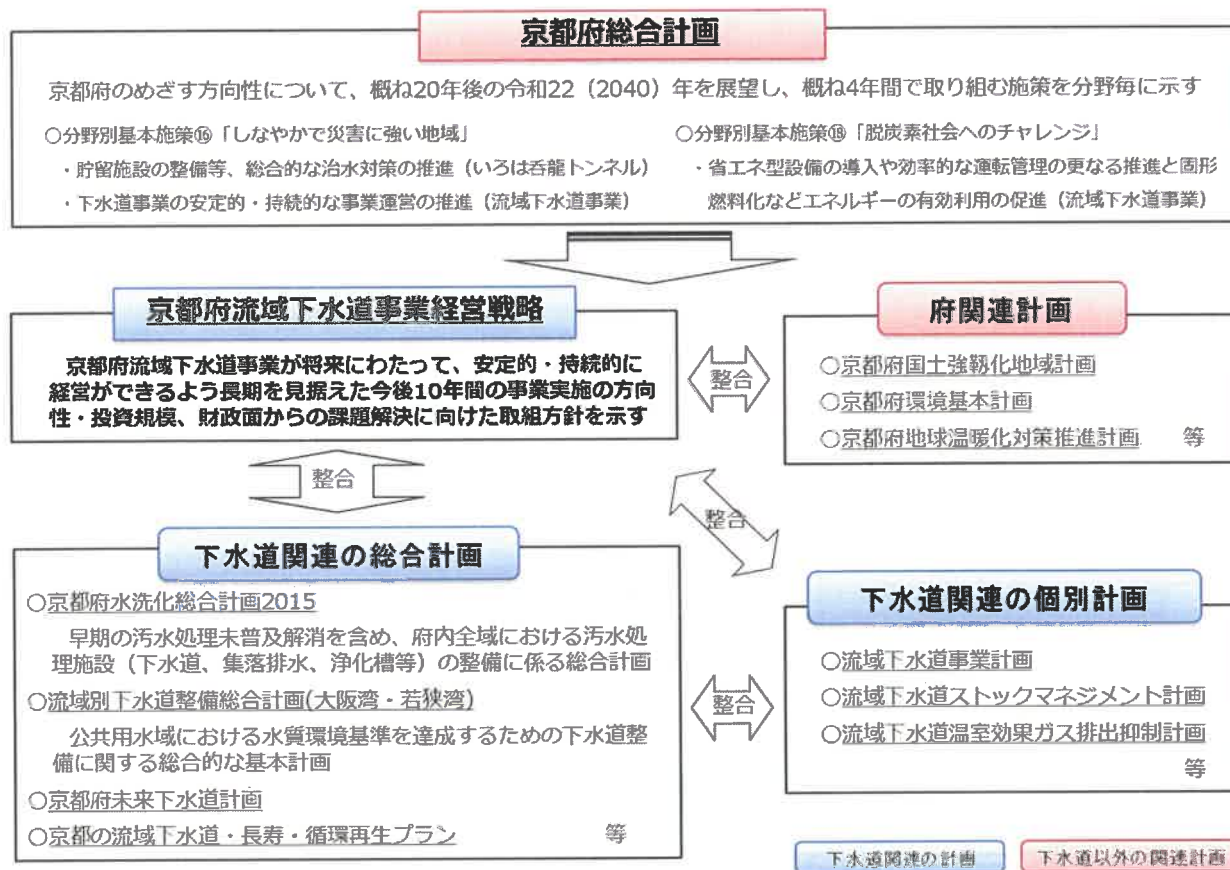 京都府総合計画
京都府のめざす方向性について、概ね20年後の令和22（2040）年を展望し、概ね4年間で取り組む施策を分野毎に示す
○分野別基本施策⑯「しなやかで災害に強い地域」
・貯留施設の整備等、総合的な治水対策の推進（いろは呑龍トンネル）
・下水道事業の安定的・持続的な事業運営の推進（流域下水道事業）
○分野別基本施策⑱「脱炭素社会へのチャレンジ」
・省エネ型設備の導入や効率的な運転管理の更なる推進と固形
燃料化などエネルギーの有効利用の促進（流域下水道事業）
京都府流域下水道事業経営戦略
京都府流域下水道事業が将来にわたって、安定的・持続的に
経営ができるよう長期を見据えた今後10年間の事業実施の方向
性・投資規模、財政面からの課題解決に向けた取組方針を示す
整合
府関連計画
○京都府国土強靱化地域計画
○京都府環境基本計画
○京都府地球温暖化対策推進計画 等
整合
整合
下水道関連の総合計画
○京都府水洗化総合計画2015
早期の汚水処理未普及解消を含め、府内全域における汚水処
理施設（下水道、集落排水、浄化槽等）の整備に係る総合計画
○流域別下水道整備総合計画(大阪湾・若狭湾)
公共用水域における水質環境基準を達成するための下水道整
備に関する総合的な基本計画
○京都府未来下水道計画
○京都の流域下水道・長寿・循環再生プラン 等
整合
下水道関連の個別計画
○流域下水道事業計画
○流域下水道ストックマネジメント計画
○流域下水道温室効果ガス排出抑制計画
等
下水道関連の計画
下水道以外の関連計画